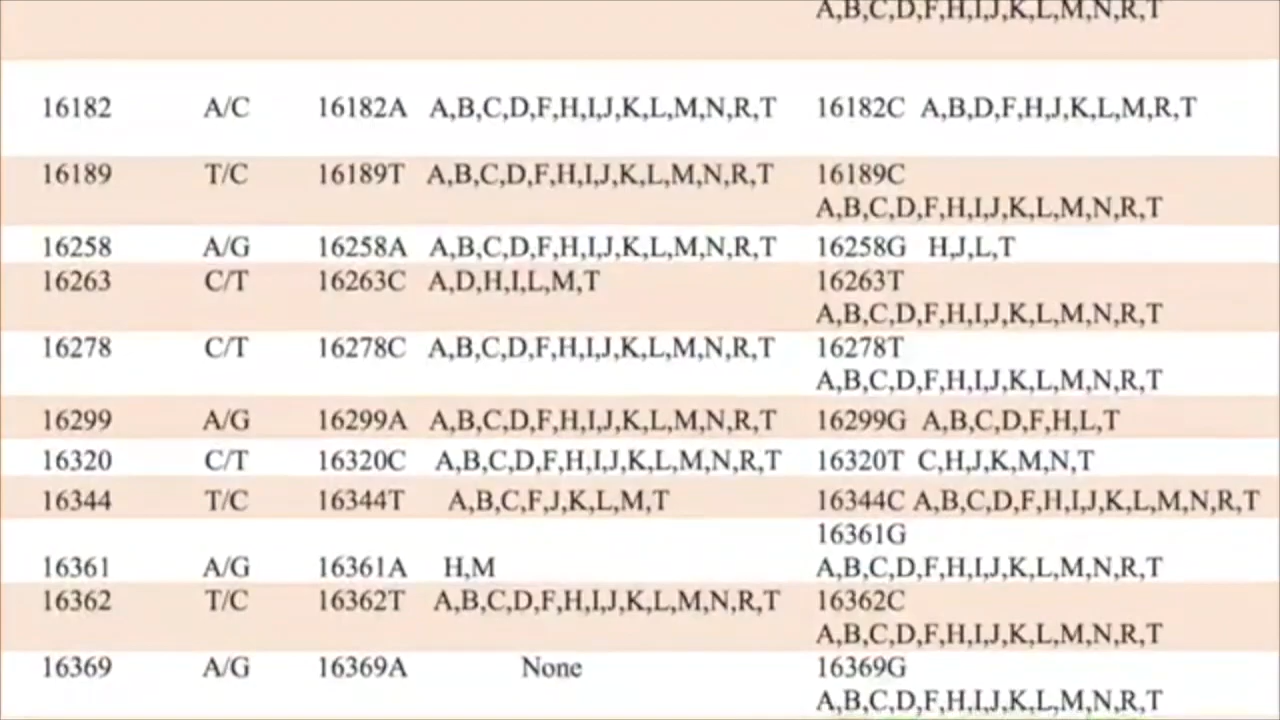 A,B,C,D,F,H,I,J,K,L,M,N,R,T
16182 A/C 16182A A,B,C,D,F,H,I,J,K,L,M,N,R,T 16182C A,B,D,F,H,J,K,L,M,R,T
16189 T/C 16189T A,B,C,D,F,H,I,J,K,L,M,N,R,T 16189C
A,B,C,D,F,H,I,J,K,L,M,N,R,T
16258 A/G 16258A A,B,C,D,F,H,I,J,K,L,M,N,R,T 16258G H,J,L,T
16263 C/T 16263C A,D,H,I,L,M,T 16263T
A,B,C,D,F,H,I,J,K,L,M,N,R,T
16278 C/T 16278C A,B,C,D,F,H,I,J,K,L,M,N,R,T 16278T
A,B,C,D,F,H,I,J,K,L,M,N,R,T
16299 A/G 16299A A,B,C,D,F,H,I,J,K,L,M,N,R,T 16299G A,B,C,D,F,H,L,T
16320 C/T 16320C A,B,C,D,F,H,I,J,K,L,M,N,R,T 16320T C,H,J,K,M,N,T
16344 T/C 16344T A,B,C,F,J,K,L,M,T 16344C A,B,C,D,F,H,I,J,K,L,M,N,R,T
16361G
16361 A/G 16361A H,M A,B,C,D,F,H,I,J,K,L,M,N,R,T
16362 T/C 16362T A,B,C,D,F,H,I,J,K,L,M,N,R,T 16362C
A,B,C,D,F,H,I,J,K,L,M,N,R,T
16369 A/G 16369A None 16369G
A,B,C,D,F,H,I,J,K,L,M,N,R,T